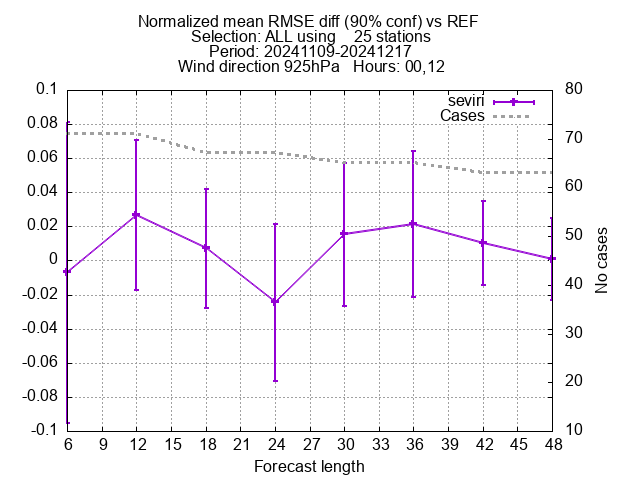 Normalized mean RMSE diff (90% conf) vs REF
Selection: ALL using    25 stations
Period: 20241109-20241217
Wind direction 925hPa   Hours: 00,12
seviri
Cases
0.1
0.08
0.06
0.04
0.02
0
-0.02
-0.04
-0.06
-0.08
-0.1
80
70
60
50
40
30
20
10
No cases
6 9 12 15 18 21 24 27 30 33 36 39 42 45 48
Forecast length